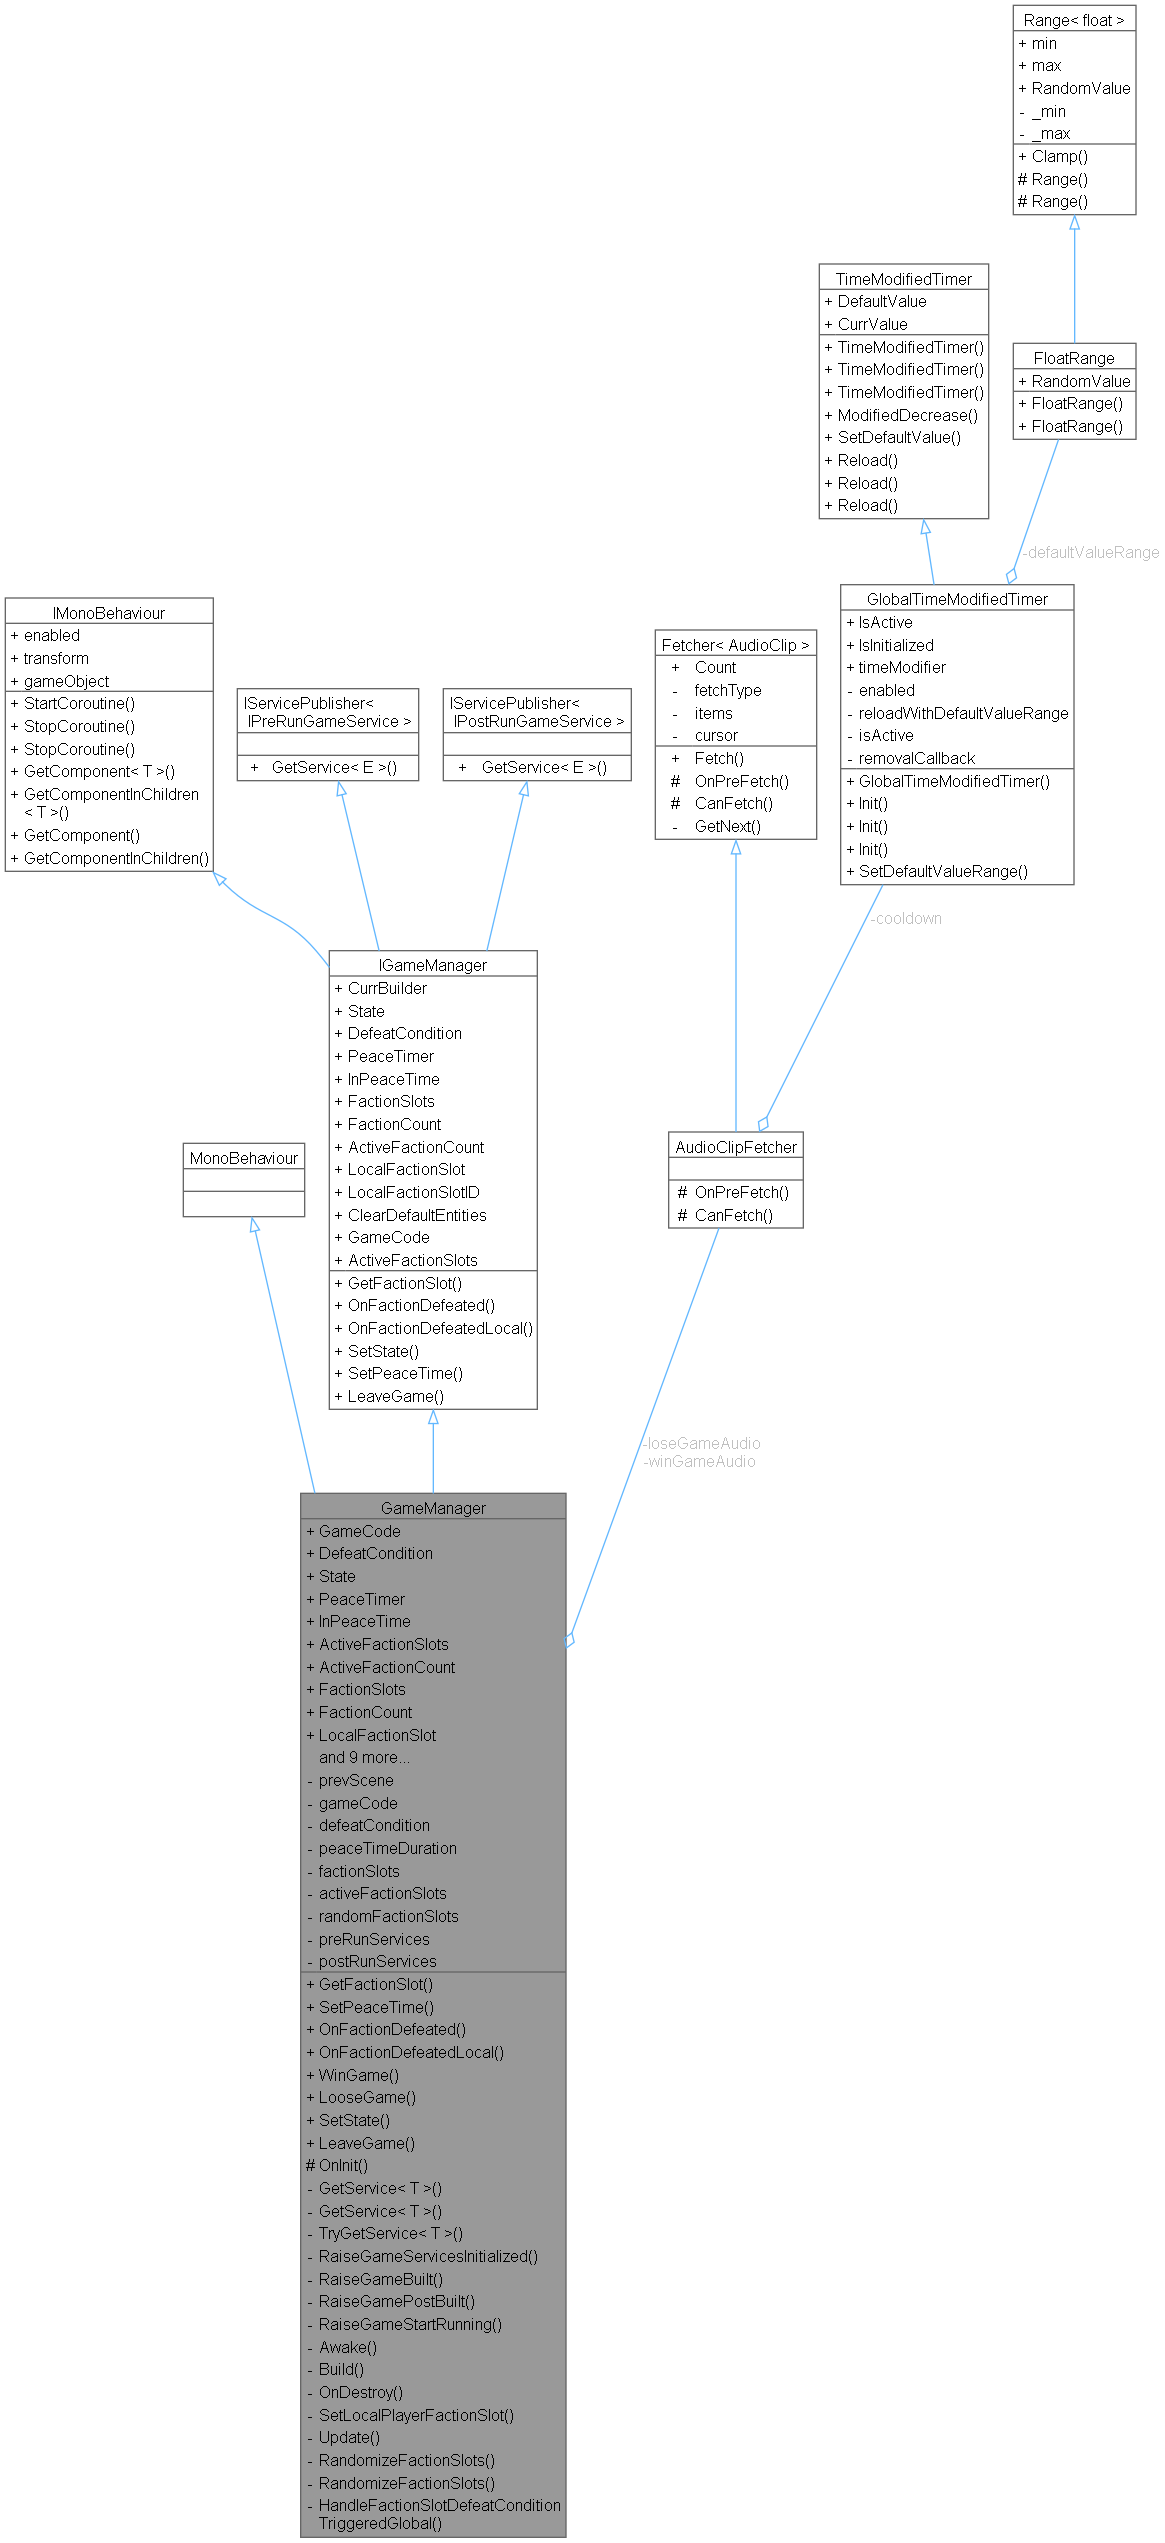 Range< float >
+ min
+ max
+ RandomValue
- _min
- _max
+ Clamp()
# Range()
# Range()
TimeModifiedTimer
+ DefaultValue
+ CurrValue
+ TimeModifiedTimer()
+ TimeModifiedTimer()
+ TimeModifiedTimer()
+ ModifiedDecrease()
+ SetDefaultValue()
+ Reload()
+ Reload()
+ Reload()
FloatRange
+ RandomValue
+ FloatRange()
+ FloatRange()
-defaultValueRange
GlobalTimeModifiedTimer
+ IsActive
+ IsInitialized
+ timeModifier
- enabled
- reloadWithDefaultValueRange
- isActive
- removalCallback
+ GlobalTimeModifiedTimer()
+ Init()
+ Init()
+ Init()
+ SetDefaultValueRange()
IMonoBehaviour
+ enabled
+ transform
+ gameObject
+ StartCoroutine()
+ StopCoroutine()
+ StopCoroutine()
+ GetComponent< T >()
+ GetComponentInChildren
< T >()
+ GetComponent()
+ GetComponentInChildren()
IServicePublisher<
IPreRunGameService >
+ GetService< E >()
IServicePublisher<
IPostRunGameService >
+ GetService< E >()
Fetcher< AudioClip >
+ Count
- fetchType
- items
- cursor
+ Fetch()
# OnPreFetch()
# CanFetch()
- GetNext()
-cooldown
IGameManager
+ CurrBuilder
+ State
+ DefeatCondition
+ PeaceTimer
+ InPeaceTime
+ FactionSlots
+ FactionCount
+ ActiveFactionCount
+ LocalFactionSlot
+ LocalFactionSlotID
+ ClearDefaultEntities
+ GameCode
+ ActiveFactionSlots
+ GetFactionSlot()
+ OnFactionDefeated()
+ OnFactionDefeatedLocal()
+ SetState()
+ SetPeaceTime()
+ LeaveGame()
MonoBehaviour
AudioClipFetcher
# OnPreFetch()
# CanFetch()
-loseGameAudio
-winGameAudio
GameManager
+ GameCode
+ DefeatCondition
+ State
+ PeaceTimer
+ InPeaceTime
+ ActiveFactionSlots
+ ActiveFactionCount
+ FactionSlots
+ FactionCount
+ LocalFactionSlot
and 9 more...
- prevScene
- gameCode
- defeatCondition
- peaceTimeDuration
- factionSlots
- activeFactionSlots
- randomFactionSlots
- preRunServices
- postRunServices
+ GetFactionSlot()
+ SetPeaceTime()
+ OnFactionDefeated()
+ OnFactionDefeatedLocal()
+ WinGame()
+ LooseGame()
+ SetState()
+ LeaveGame()
# OnInit()
- GetService< T >()
- GetService< T >()
- TryGetService< T >()
- RaiseGameServicesInitialized()
- RaiseGameBuilt()
- RaiseGamePostBuilt()
- RaiseGameStartRunning()
- Awake()
- Build()
- OnDestroy()
- SetLocalPlayerFactionSlot()
- Update()
- RandomizeFactionSlots()
- RandomizeFactionSlots()
- HandleFactionSlotDefeatCondition
TriggeredGlobal()